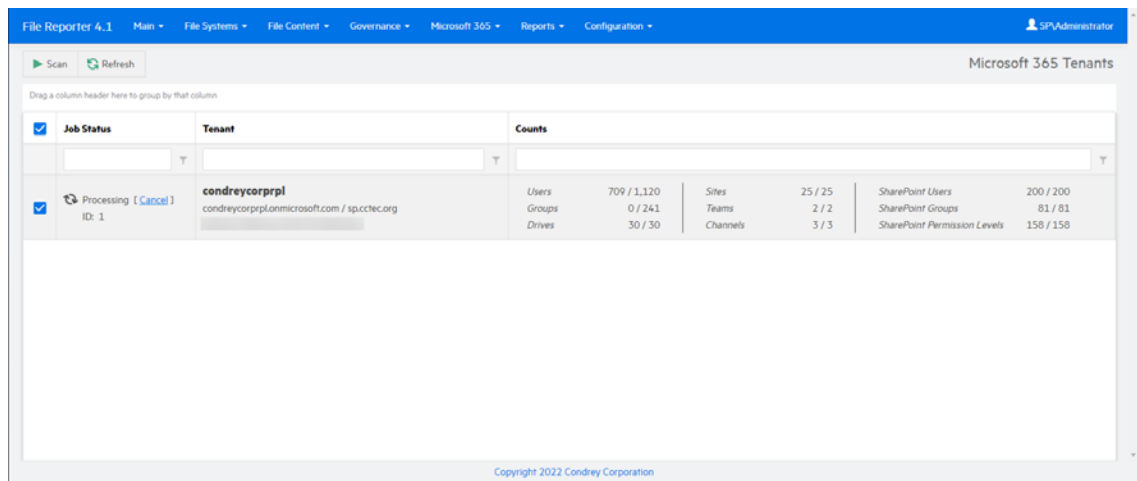 File Reporter 4.1 Main File Systems File Content Governance Microsoft 365 Reports Configuration SP\Administrator
Scan Refresh Microsoft 365 Tenants
Drag a column header here to group by that column
Job Status Tenant Counts
Processing [ Cancel ]
ID: 1
condreycorprpl
condreycorprpl.onmicrosoft.com / sp.cctec.org
Users 709 / 1,120 Sites 25 / 25 SharePoint Users 200 / 200
Groups 0 / 241 Teams 2 / 2 SharePoint Groups 81 / 81
Drives 30 / 30 Channels 3 / 3 SharePoint Permission Levels 158 / 158
Copyright 2022 Condrey Corporation